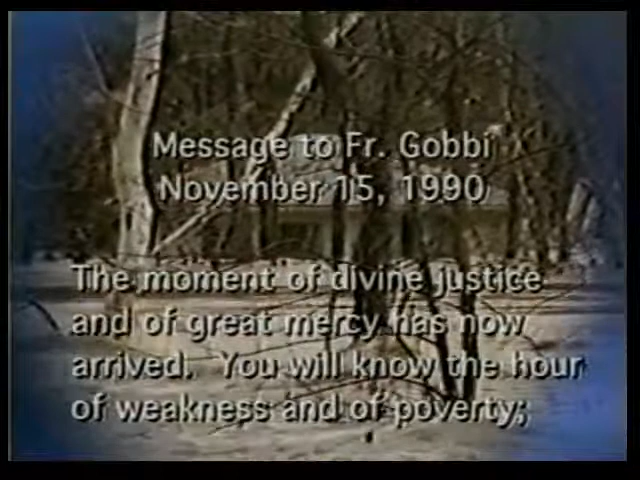 Message to Fr. Gobbi
November 15, 1990
The moment of divine justice
and of great mercy has now
arrived. You will know the hour
of weakness and of poverty;